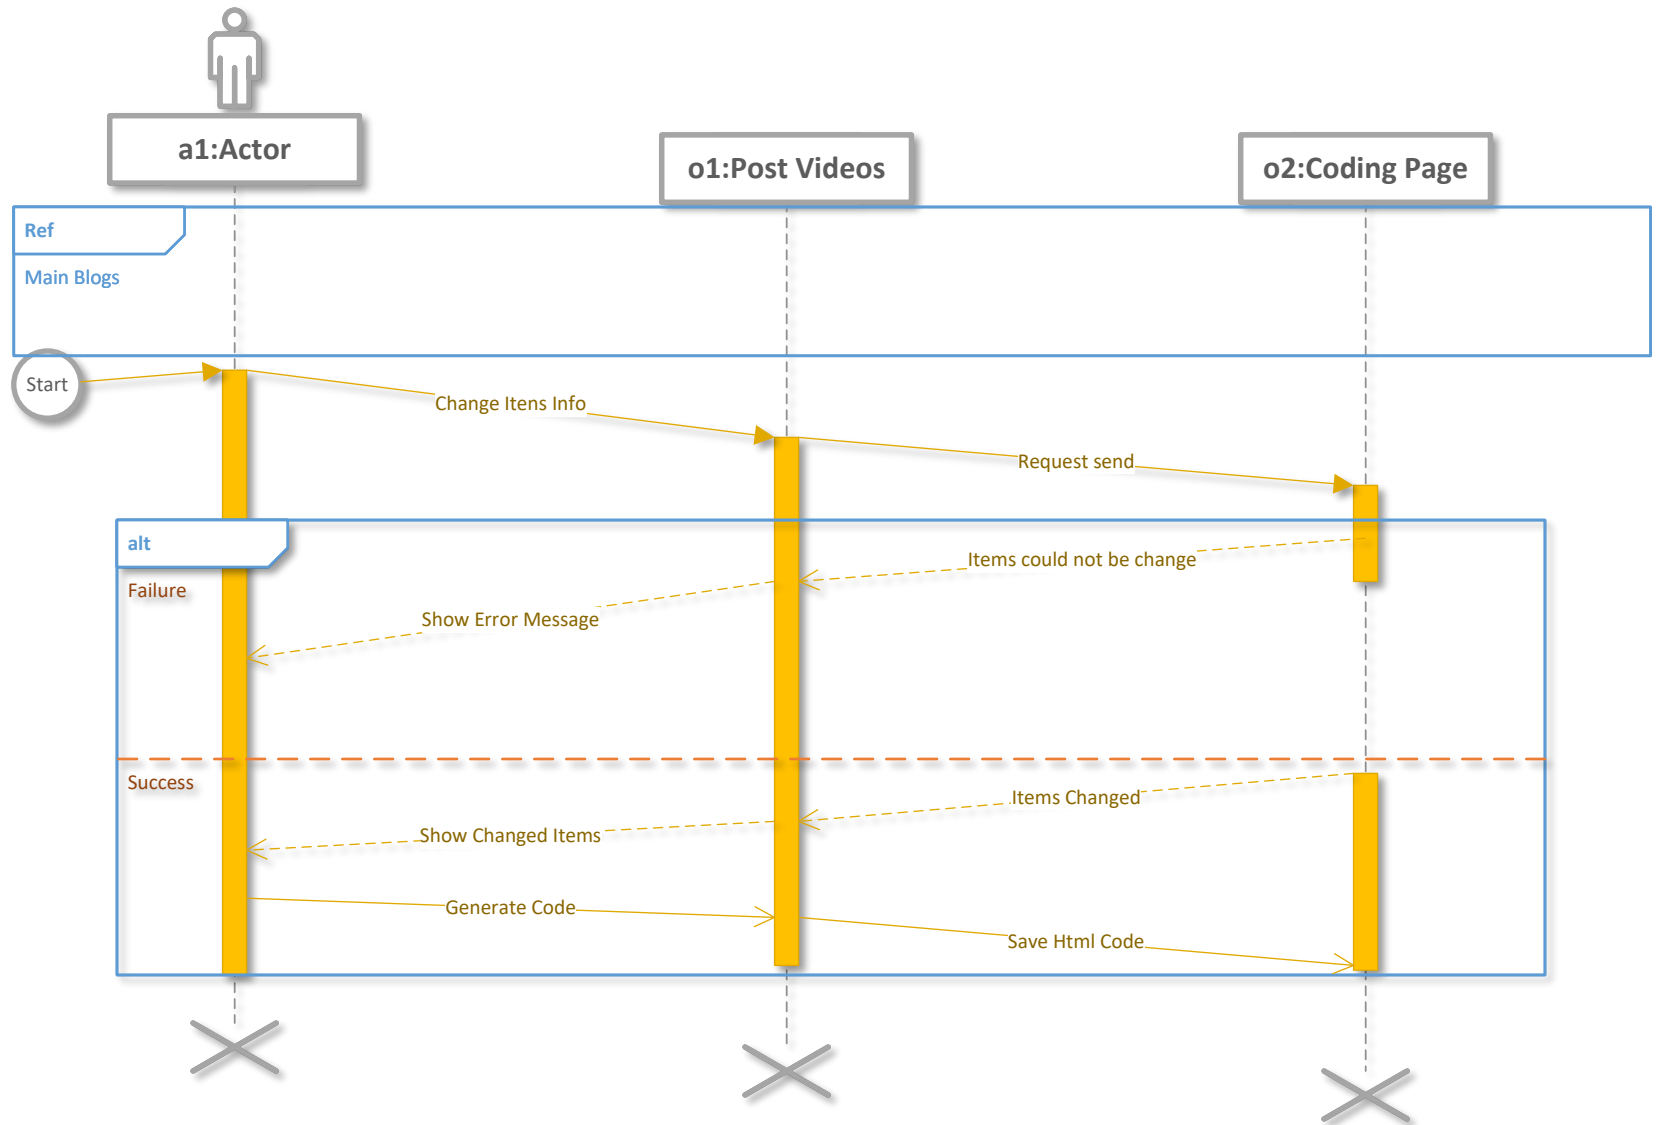 a1:Actor
o1:Post Videos
o2:Coding Page
Ref
Main Blogs
Start
Change Itens Info
Request send
alt
Items could not be change
Failure
Show Error Message
Success
Items Changed
Show Changed Items
Generate Code
Save Html Code